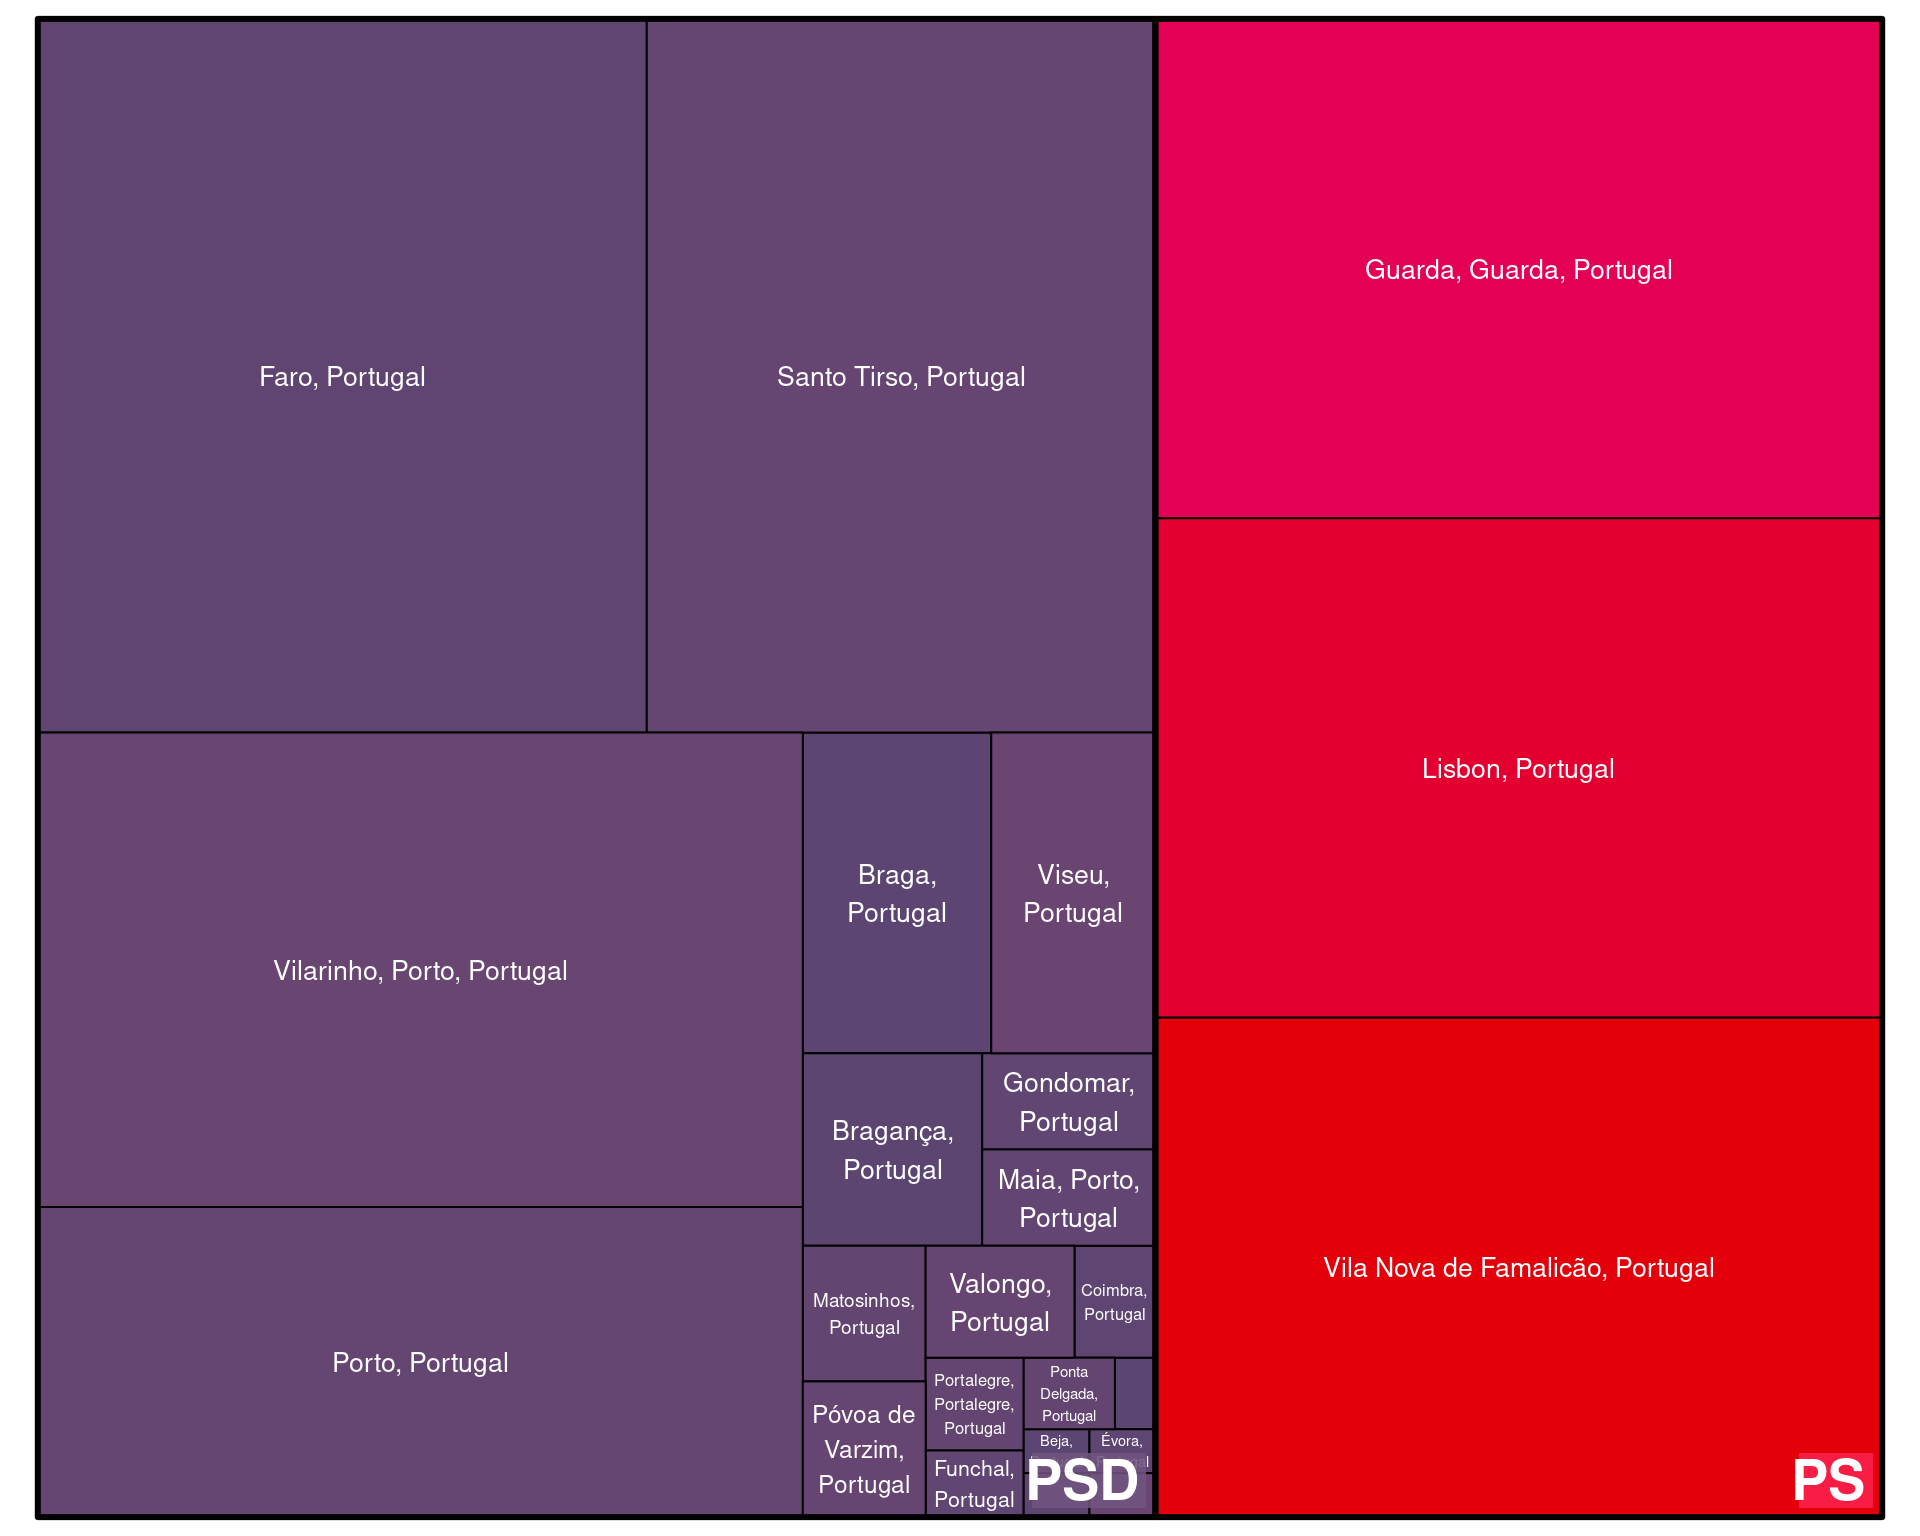 Faro, Portugal
Santo Tirso, Portugal
Guarda, Guarda, Portugal
Lisbon, Portugal
Vilarinho, Porto, Portugal
Braga,
Portugal
Viseu,
Portugal
Bragança,
Portugal
Gondomar,
Portugal
Maia, Porto,
Portugal
Porto, Portugal
Matosinhos,
Portugal
Valongo,
Portugal
Coimbra,
Portugal
Póvoa de
Varzim,
Portugal
Portalegre,
Portalegre,
Portugal
Ponta
Delgada,
Portugal
Funchal,
Portugal
Beja,
Évora,
PSD
Vila Nova de Famalicão, Portugal
PS